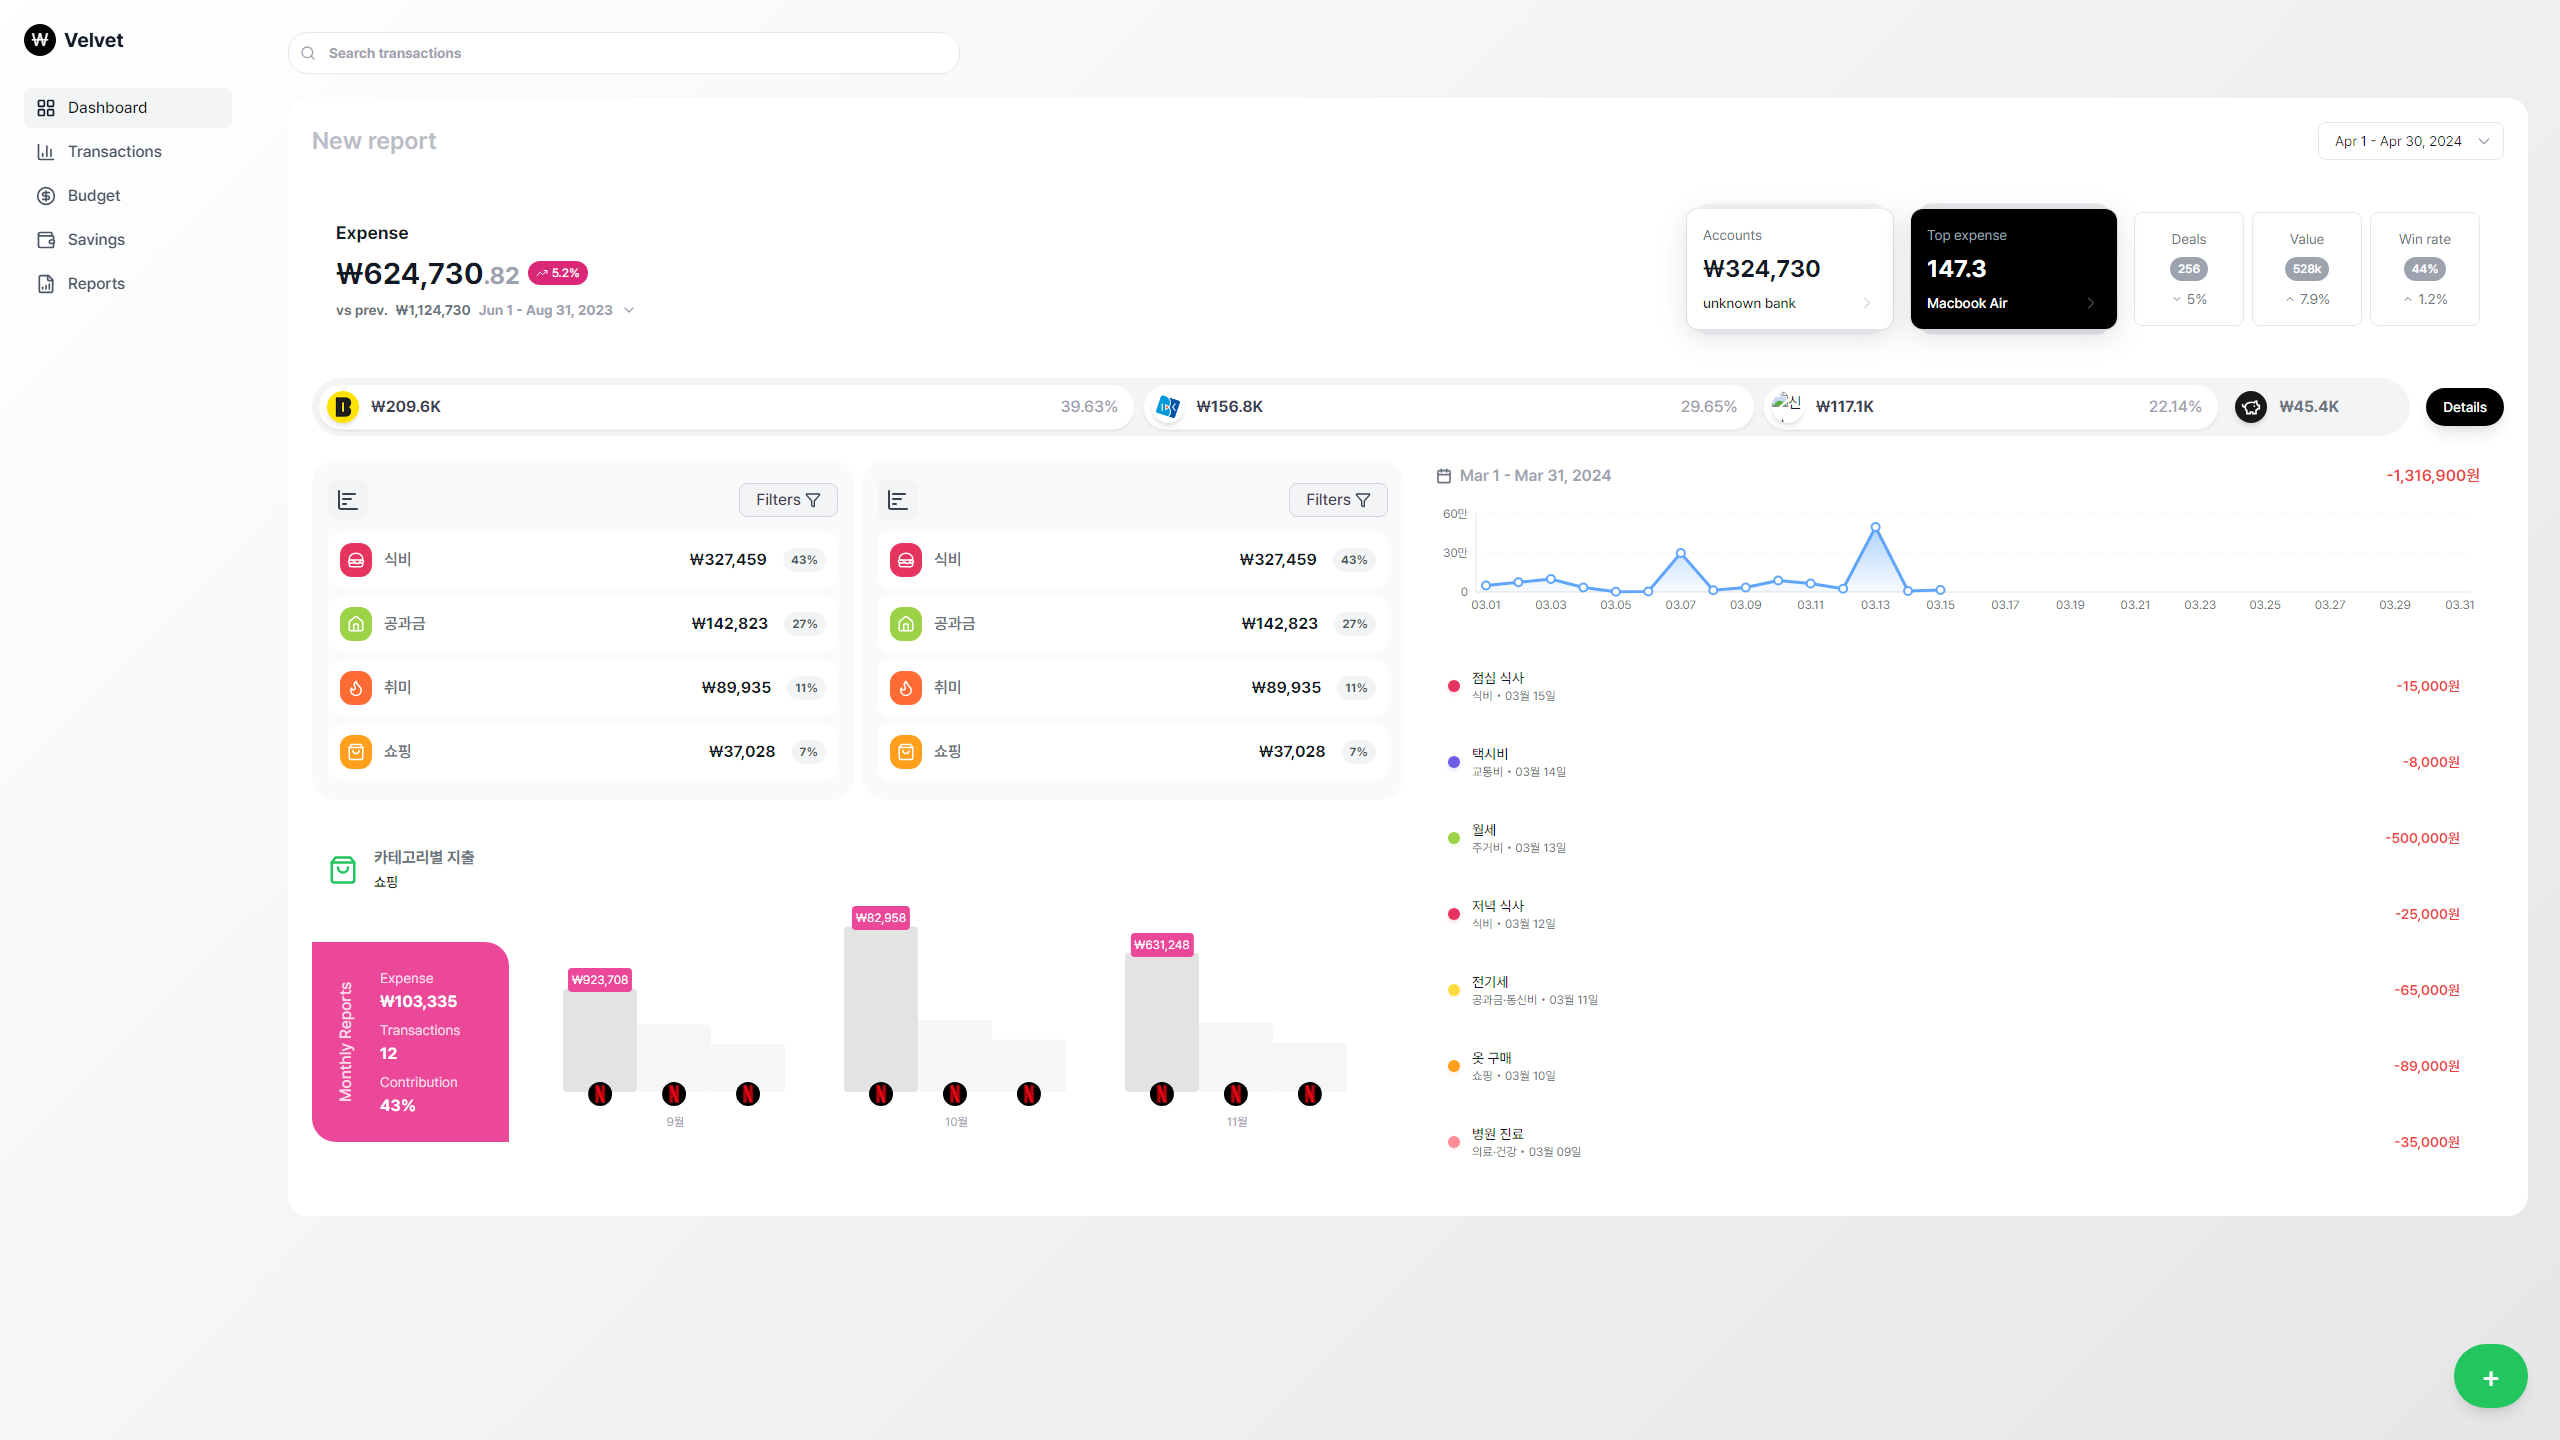 ₩ Velvet
Search transactions
Dashboard
Transactions
Budget
Savings
Reports
New report
Apr 1 - Apr 30, 2024
Expense
₩624,730.82 5.2%
vs prev. ₩1,124,730 Jun 1 - Aug 31, 2023
Accounts
₩324,730
unknown bank
Top expense
147.3
Macbook Air
Deals
256
5%
Value
528k
7.9%
Win rate
44%
1.2%
₩209.6K 39.63%
₩156.8K 29.65%
신 ₩117.1K 22.14%
₩45.4K
Details
Filters
식비 ₩327,459 43%
공과금 ₩142,823 27%
취미 ₩89,935 11%
쇼핑 ₩37,028 7%
Filters
식비 ₩327,459 43%
공과금 ₩142,823 27%
취미 ₩89,935 11%
쇼핑 ₩37,028 7%
카테고리별 지출
쇼핑
Monthly Reports
Expense
₩103,335
Transactions
12
Contribution
43%
₩923,708
N N N
9월
₩82,958
N N N
10월
₩631,248
N N N
11월
Mar 1 - Mar 31, 2024 -1,316,900원
60만
30만
0
03.01 03.03 03.05 03.07 03.09 03.11 03.13 03.15 03.17 03.19 03.21 03.23 03.25 03.27 03.29 03.31
점심 식사
식비 • 03월 15일
-15,000원
택시비
교통비 • 03월 14일
-8,000원
월세
주거비 • 03월 13일
-500,000원
저녁 식사
식비 • 03월 12일
-25,000원
전기세
공과금·통신비 • 03월 11일
-65,000원
옷 구매
쇼핑 • 03월 10일
-89,000원
병원 진료
의료·건강 • 03월 09일
-35,000원
+